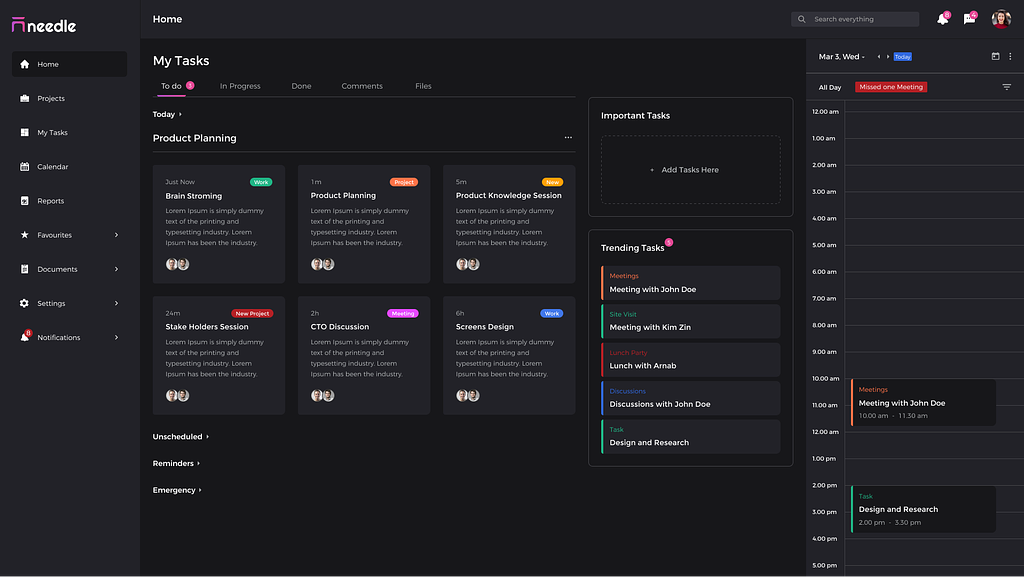 needle
Home
Projects
My Tasks
Calendar
Reports
Favourites
Documents
Settings
8
Notifications
Home
Search everything
8
4
My Tasks
To do 3
In Progress
Done
Comments
Files
Today
Product Planning
Just Now
Work
Brain Stroming
Lorem Ipsum is simply dummy
text of the printing and
typesetting industry. Lorem
Ipsum has been the industry.
1m
Project
Product Planning
Lorem Ipsum is simply dummy
text of the printing and
typesetting industry. Lorem
Ipsum has been the industry.
5m
New
Product Knowledge Session
Lorem Ipsum is simply dummy
text of the printing and
typesetting industry. Lorem
Ipsum has been the industry.
24m
New Project
Stake Holders Session
Lorem Ipsum is simply dummy
text of the printing and
typesetting industry. Lorem
Ipsum has been the industry.
2h
Meeting
CTO Discussion
Lorem Ipsum is simply dummy
text of the printing and
typesetting industry. Lorem
Ipsum has been the industry.
6h
Work
Screens Design
Lorem Ipsum is simply dummy
text of the printing and
typesetting industry. Lorem
Ipsum has been the industry.
Unscheduled
Reminders
Emergency
Important Tasks
+ Add Tasks Here
Trending Tasks 5
Meetings
Meeting with John Doe
Site Visit
Meeting with Kim Zin
Lunch Party
Lunch with Arnab
Discussions
Discussions with John Doe
Task
Design and Research
Mar 3, Wed
Today
All Day
Missed one Meeting
12.00 am
1.00 am
2.00 am
3.00 am
4.00 am
5.00 am
6.00 am
7.00 am
8.00 am
9.00 am
10.00 am
11.00 am
12.00 am
1.00 pm
2.00 pm
3.00 pm
4.00 pm
5.00 pm
Meetings
Meeting with John Doe
10.00 am - 11.30 am
Task
Design and Research
2.00 pm - 3.30 pm